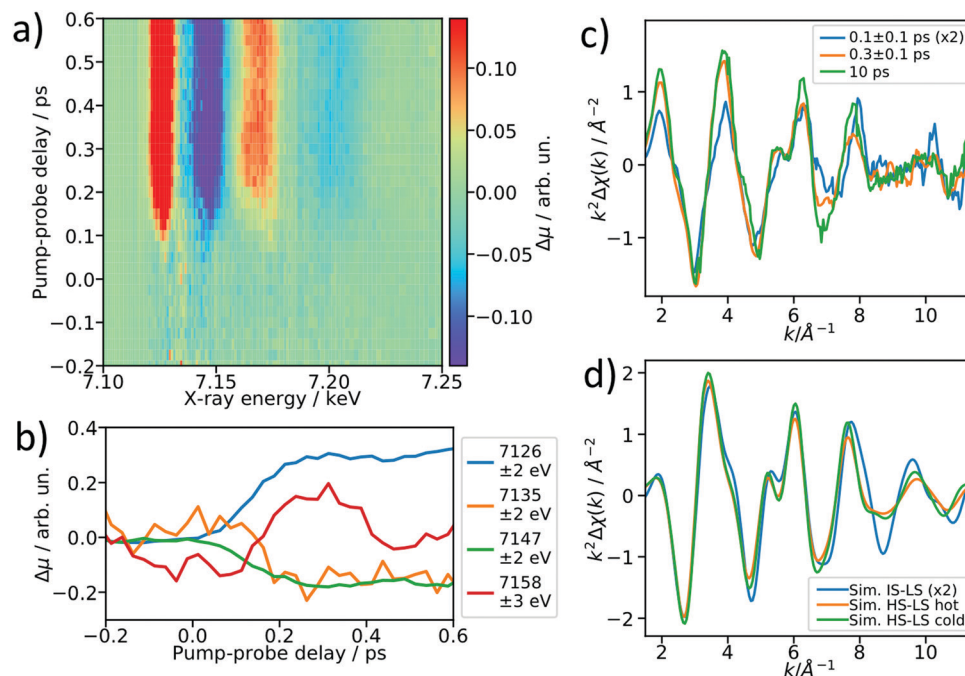 a)
0.6
0.5
0.4
0.3
0.2
0.1
0.0
−0.1
−0.2
Pump-probe delay / ps
7.10
7.15
7.20
7.25
X-ray energy / keV
0.10
0.05
0.00
−0.05
−0.10
Δμ / arb. un.
b)
0.4
0.2
0.0
−0.2
Δμ / arb. un.
−0.2
0.0
0.2
0.4
0.6
Pump-probe delay / ps
7126
±2 eV
7135
±2 eV
7147
±2 eV
7158
±3 eV
c)
0.1±0.1 ps (x2)
0.3±0.1 ps
10 ps
1
0
−1
k²Δχ(k) / Å⁻²
2
4
6
8
10
k/Å⁻¹
d)
2
1
0
−1
−2
k²Δχ(k) / Å⁻²
Sim. IS-LS (x2)
Sim. HS-LS hot
Sim. HS-LS cold
2
4
6
8
10
k/Å⁻¹